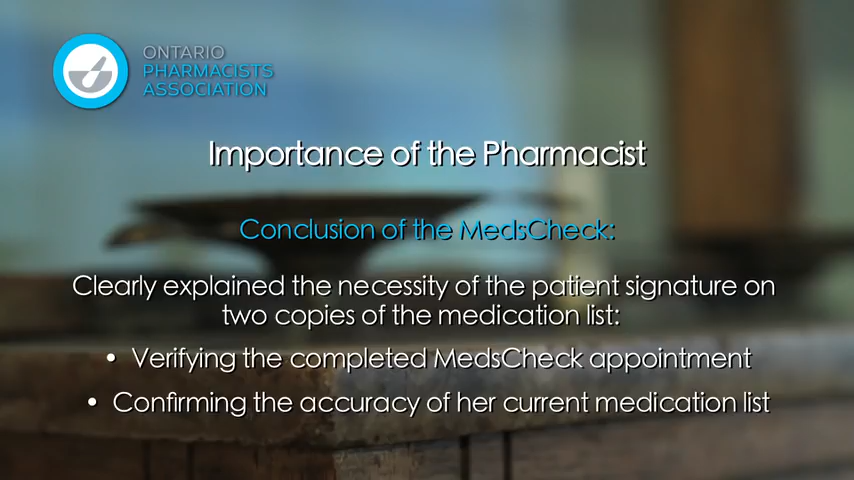 ONTARIO
PHARMACISTS
ASSOCIATION
Importance of the Pharmacist
Conclusion of the MedsCheck:
Clearly explained the necessity of the patient signature on
two copies of the medication list:
• Verifying the completed MedsCheck appointment
• Confirming the accuracy of her current medication list